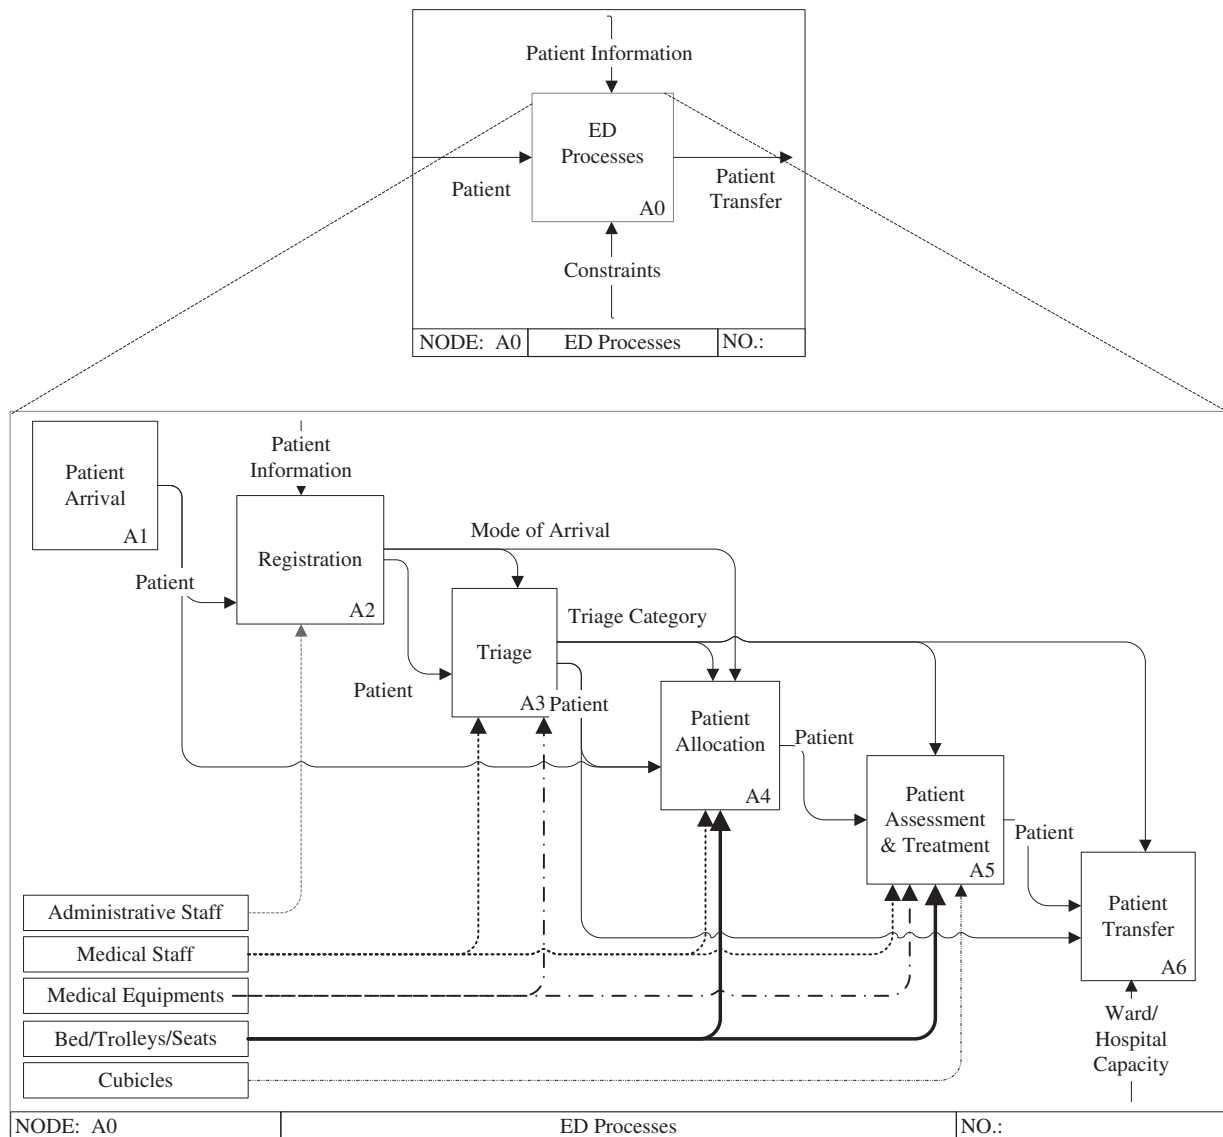 Patient Information
ED
Processes
A0
Patient
Patient
Transfer
Constraints
NODE: A0
ED Processes
NO.:
Patient
Arrival
A1
Patient
Information
Patient
Registration
A2
Mode of Arrival
Patient
Triage
A3
Triage Category
Patient
Patient
Allocation
A4
Patient
Patient
Assessment
& Treatment
A5
Patient
Patient
Transfer
A6
Administrative Staff
Medical Staff
Medical Equipments
Bed/Trolleys/Seats
Cubicles
Ward/
Hospital
Capacity
NODE: A0
ED Processes
NO.: